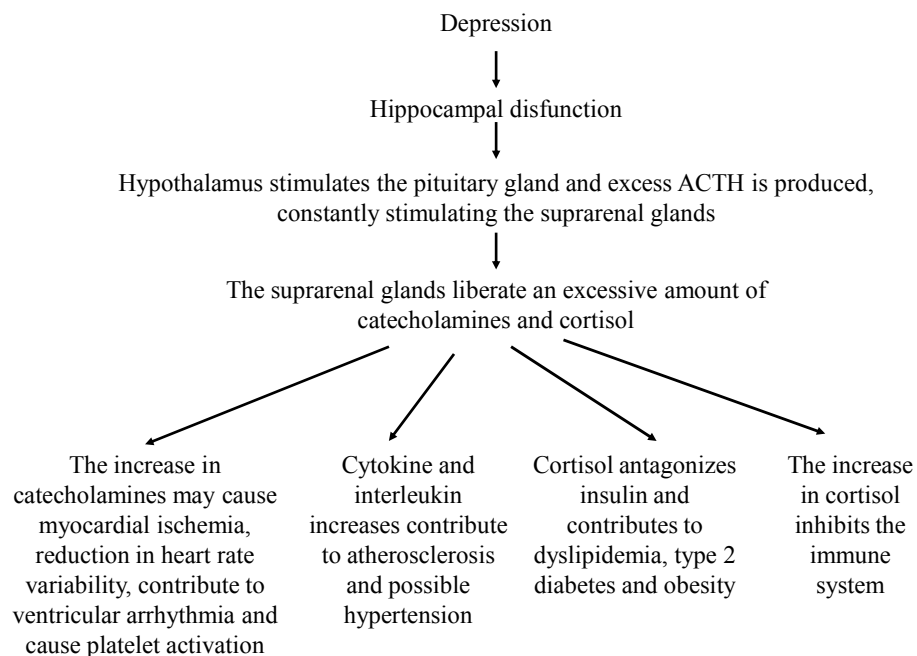 Depression
Hippocampal disfunction
Hypothalamus stimulates the pituitary gland and excess ACTH is produced,
constantly stimulating the suprarenal glands
The suprarenal glands liberate an excessive amount of
catecholamines and cortisol
The increase in
catecholamines may cause
myocardial ischemia,
reduction in heart rate
variability, contribute to
ventricular arrhythmia and
cause platelet activation
Cytokine and
interleukin
increases contribute
to atherosclerosis
and possible
hypertension
Cortisol antagonizes
insulin and
contributes to
dyslipidemia, type 2
diabetes and obesity
The increase
in cortisol
inhibits the
immune
system